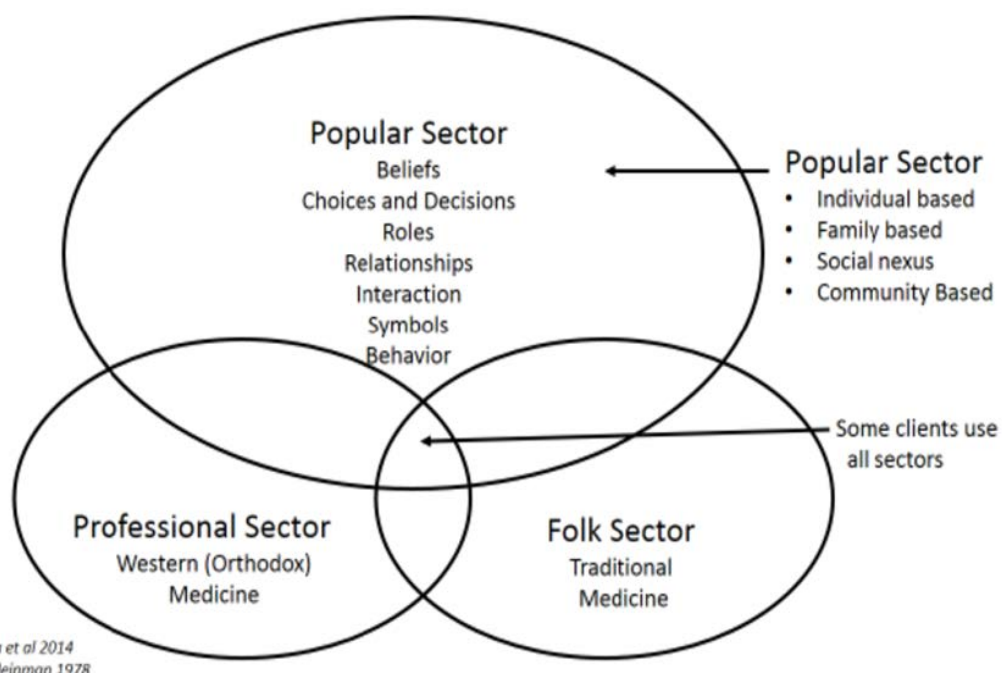 Popular Sector
Beliefs
Choices and Decisions
Roles
Relationships
Interaction
Symbols
Behavior
Popular Sector
• Individual based
• Family based
• Social nexus
• Community Based
Some clients use
all sectors
Professional Sector
Western (Orthodox)
Medicine
Folk Sector
Traditional
Medicine
et al 2014
1978